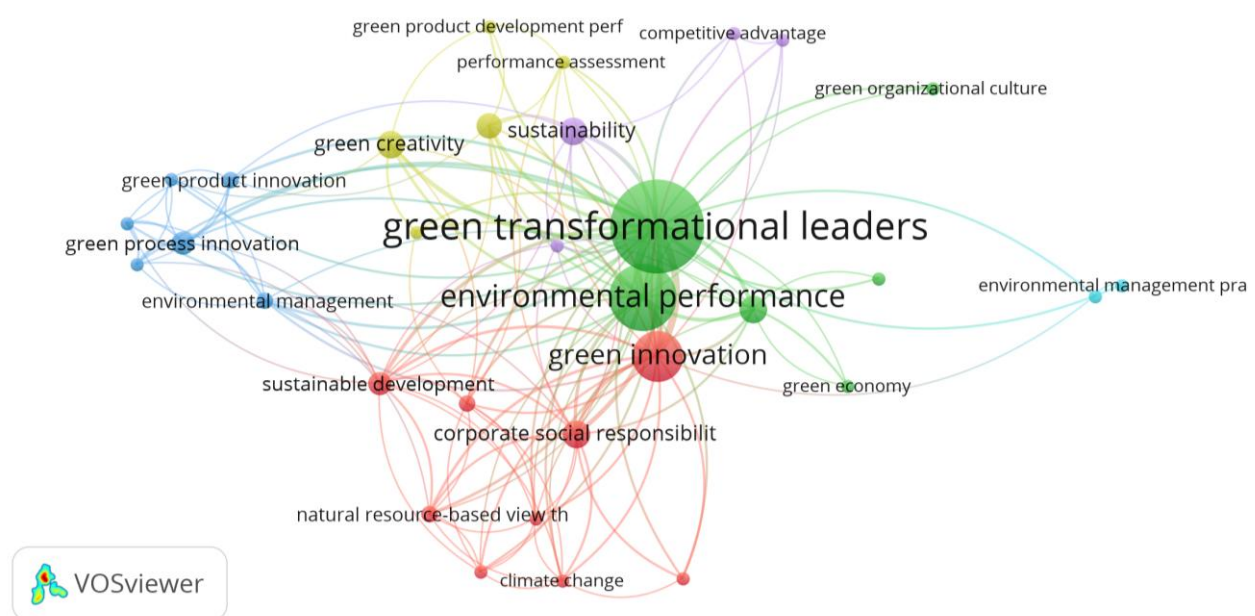 green product development perf
competitive advantage
performance assessment
green organizational culture
sustainability
green creativity
green product innovation
green transformational leaders
green process innovation
environmental management pra
environmental performance
environmental management
green innovation
sustainable development
green economy
corporate social responsibilit
natural resource-based view th
climate change
VOSviewer